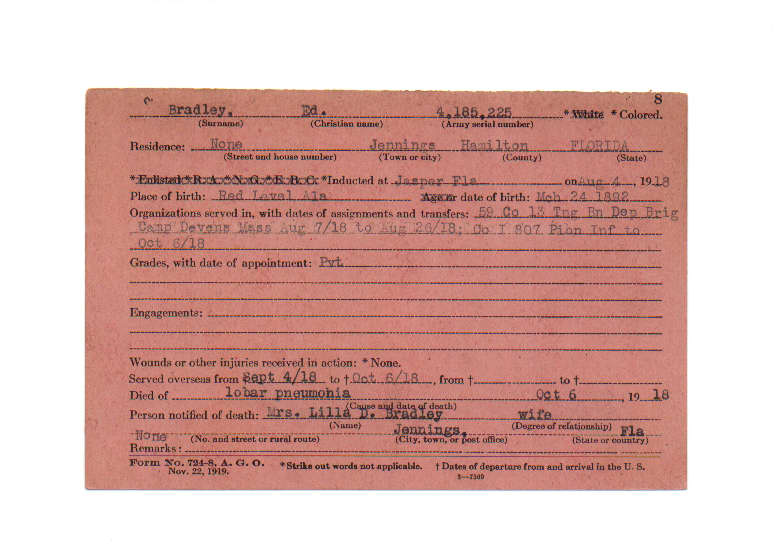 8
Bradley, Ed. 4,185,225 * White * Colored.
(Surname) (Christian name) (Army serial number)
Residence: None Jennings Hamilton FLORIDA
(Street and house number) (Town or city) (County) (State)
* Enlisted * R. A. * N. G. * E. R. C. * Inducted at Jasper Fla on Aug 4, 1918
Place of birth: Red Level Ala Age or date of birth: Mch 24 1892
Organizations served in, with dates of assignments and transfers: 59 Co 13 Tng Bn Dep Brig
Camp Devens Mass Aug 7/18 to Aug 26/18; Co I 807 Pion Inf to
Oct 6/18
Grades, with date of appointment: Pvt
Engagements:
Wounds or other injuries received in action: * None.
Served overseas from Sept 4/18 to † Oct 6/18, from † to †
Died of lobar pneumonia Oct 6, 1918
(Cause and date of death)
Person notified of death: Mrs. Lilla D. Bradley wife
(Name) (Degree of relationship)
None Jennings, Fla
(No. and street or rural route) (City, town, or post office) (State or country)
Remarks:
Form No. 724-8, A. G. O. * Strike out words not applicable. † Dates of departure from and arrival in the U. S.
Nov. 22, 1919.